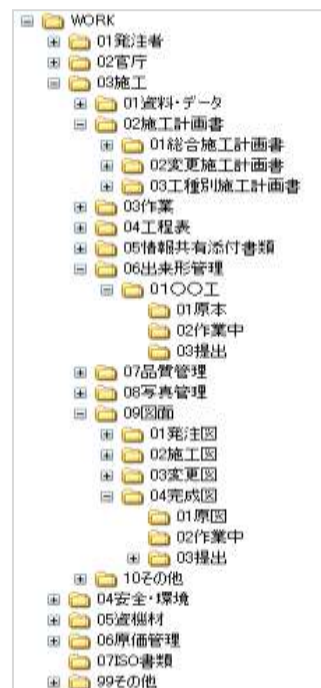 WORK
01発注者
02官庁
03施工
01資料・データ
02施工計画書
01総合施工計画書
02変更施工計画書
03工種別施工計画書
03作業
04工程表
05情報共有添付書類
06出来形管理
01〇〇工
01原本
02作業中
03提出
07品質管理
08写真管理
09図面
01発注図
02施工図
03変更図
04完成図
01原図
02作業中
03提出
10その他
04安全・環境
05資機材
06原価管理
07ISO書類
99その他